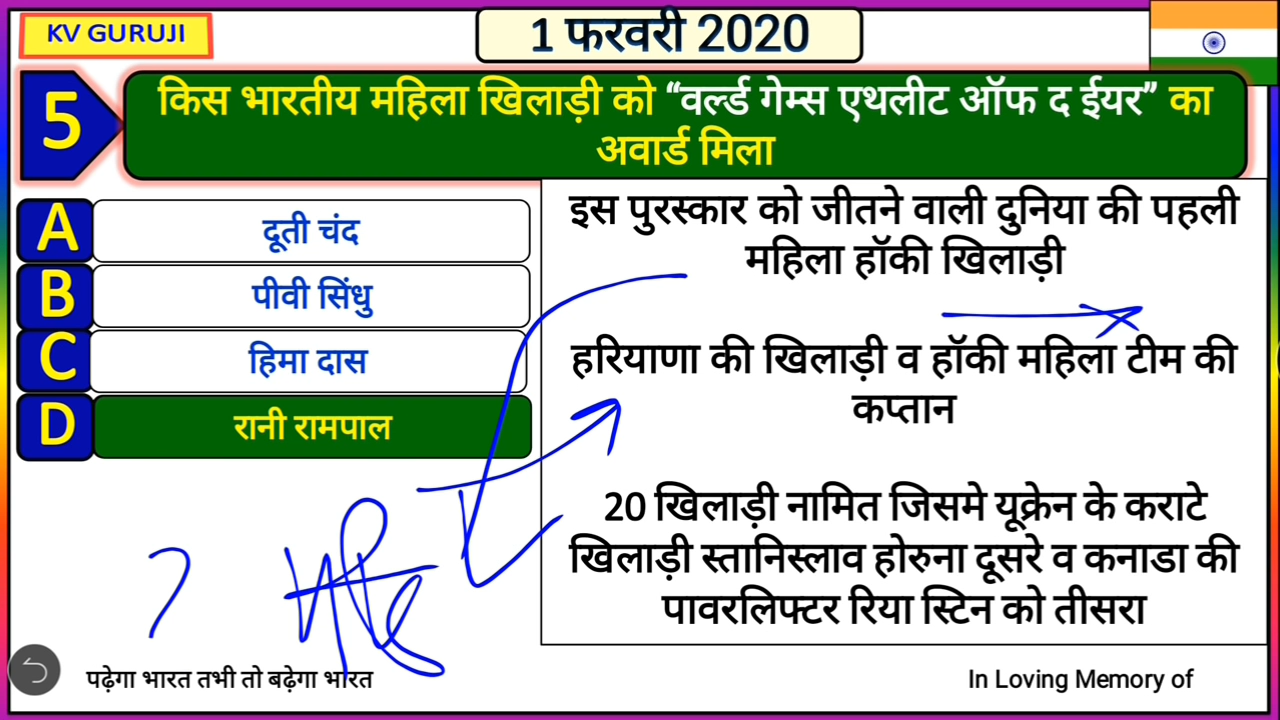 KV GURUJI
1 फरवरी 2020
5
किस भारतीय महिला खिलाड़ी को “वर्ल्ड गेम्स एथलीट ऑफ द ईयर” का
अवार्ड मिला
A
दूती चंद
B
पीवी सिंधु
C
हिमा दास
D
रानी रामपाल
इस पुरस्कार को जीतने वाली दुनिया की पहली
महिला हॉकी खिलाड़ी
हरियाणा की खिलाड़ी व हॉकी महिला टीम की
कप्तान
20 खिलाड़ी नामित जिसमे यूक्रेन के कराटे
खिलाड़ी स्तानिस्लाव होरुना दूसरे व कनाडा की
पावरलिफ्टर रिया स्टिन को तीसरा
पढ़ेगा भारत तभी तो बढ़ेगा भारत
In Loving Memory of